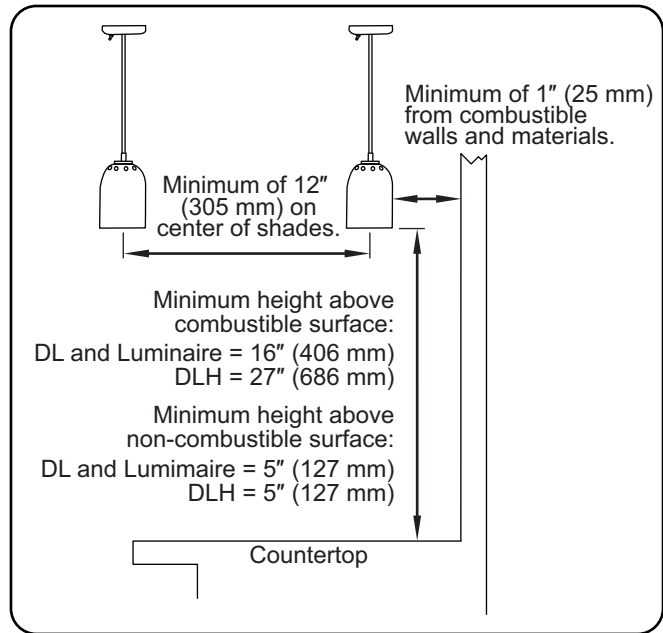 Minimum of 1″ (25 mm)
from combustible
walls and materials.
Minimum of 12″
(305 mm) on
center of shades.
Minimum height above
combustible surface:
DL and Luminaire = 16″ (406 mm)
DLH = 27″ (686 mm)
Minimum height above
non-combustible surface:
DL and Lumimaire = 5″ (127 mm)
DLH = 5″ (127 mm)
Countertop